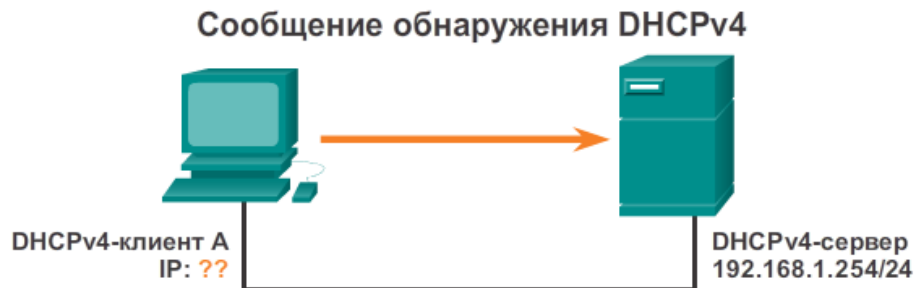 Сообщение обнаружения DHCPv4
DHCPv4-клиент A
IP: ??
DHCPv4-сервер
192.168.1.254/24